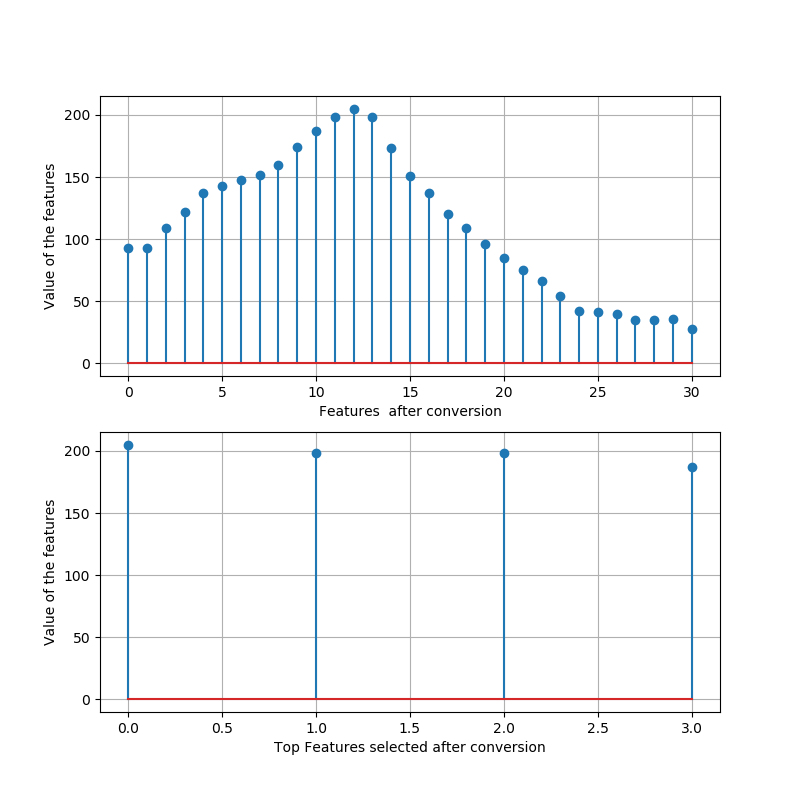 200
150
100
50
0
0 5 10 15 20 25 30
Value of the features
Features  after conversion
200
150
100
50
0
0.0 0.5 1.0 1.5 2.0 2.5 3.0
Value of the features
Top Features selected after conversion